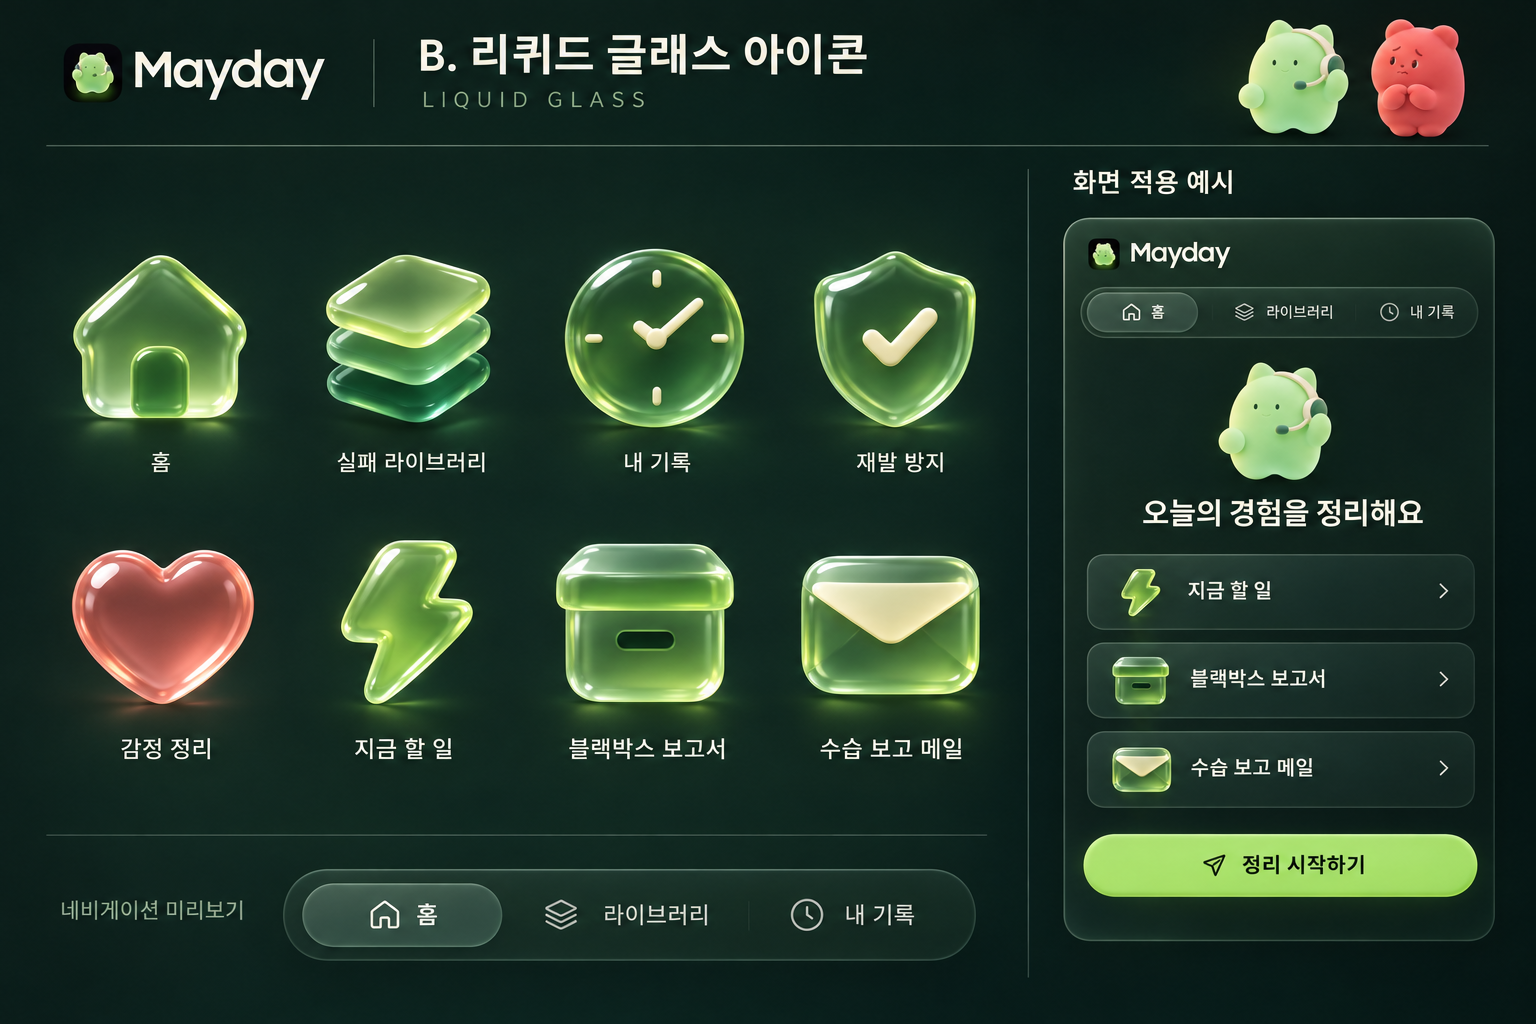 Mayday
B. 리퀴드 글래스 아이콘
LIQUID GLASS
홈
실패 라이브러리
내 기록
재발 방지
감정 정리
지금 할 일
블랙박스 보고서
수습 보고 메일
네비게이션 미리보기
홈
라이브러리
내 기록
화면 적용 예시
Mayday
홈
라이브러리
내 기록
오늘의 경험을 정리해요
지금 할 일
블랙박스 보고서
수습 보고 메일
정리 시작하기